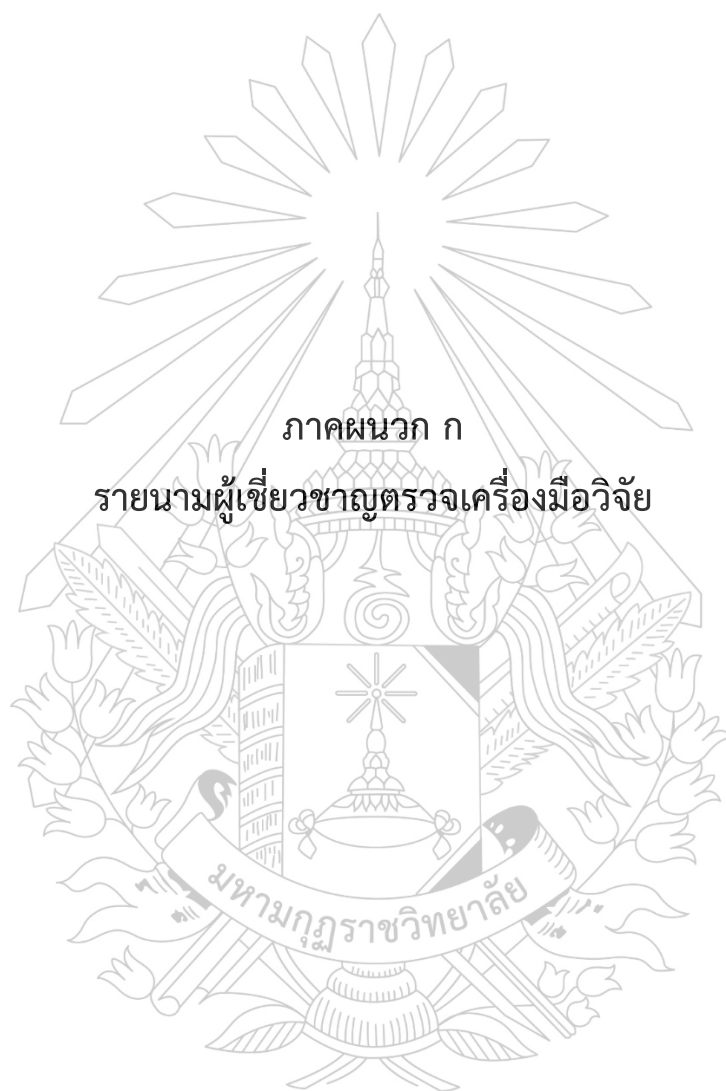 ภาคผนวก ก
รายนามผู้เชี่ยวชาญตรวจเครื่องมือวิจัย
มหามกุฏราชวิทยาลัย